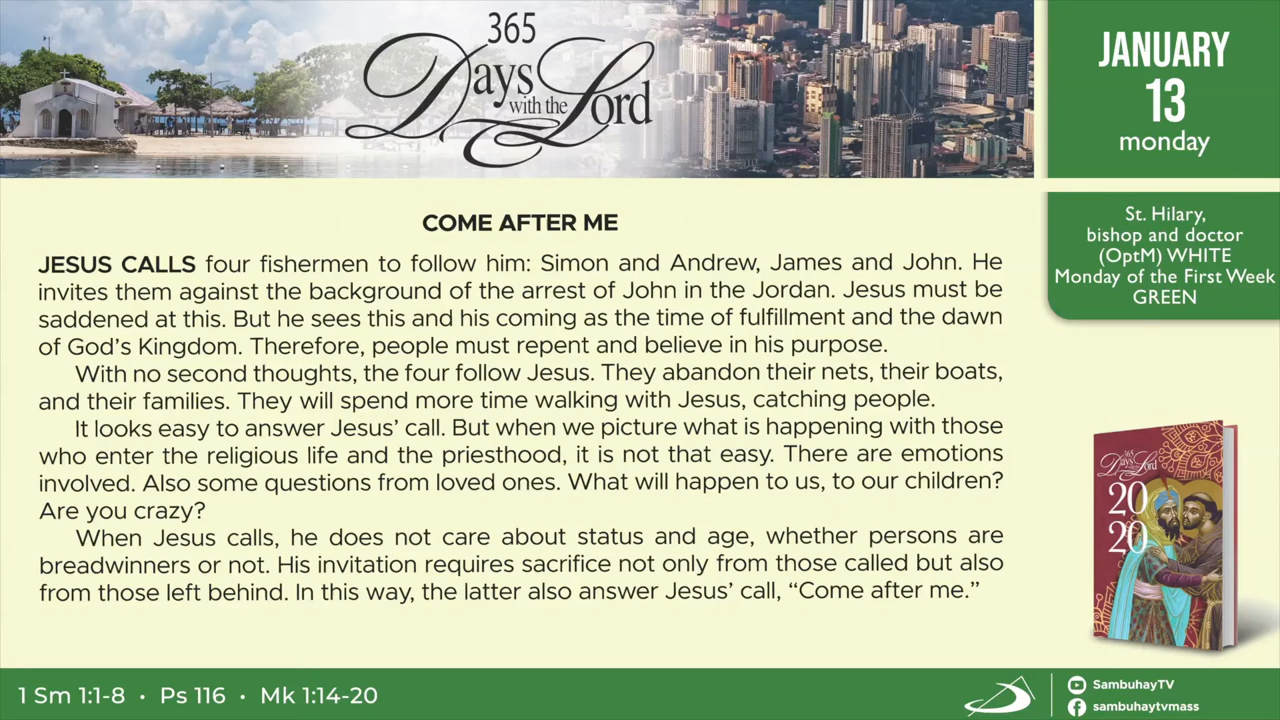 365
Days
with the
Lord
JANUARY
13
monday
St. Hilary,
bishop and doctor
(OptM) WHITE
Monday of the First Week
GREEN
COME AFTER ME
JESUS CALLS four fishermen to follow him: Simon and Andrew, James and John. He
invites them against the background of the arrest of John in the Jordan. Jesus must be
saddened at this. But he sees this and his coming as the time of fulfillment and the dawn
of God’s Kingdom. Therefore, people must repent and believe in his purpose.
With no second thoughts, the four follow Jesus. They abandon their nets, their boats,
and their families. They will spend more time walking with Jesus, catching people.
It looks easy to answer Jesus’ call. But when we picture what is happening with those
who enter the religious life and the priesthood, it is not that easy. There are emotions
involved. Also some questions from loved ones. What will happen to us, to our children?
Are you crazy?
When Jesus calls, he does not care about status and age, whether persons are
breadwinners or not. His invitation requires sacrifice not only from those called but also
from those left behind. In this way, the latter also answer Jesus’ call, “Come after me.”
365
Days with the Lord
20
20
1 Sm 1:1-8 • Ps 116 • Mk 1:14-20
SambuhayTV
sambuhaytvmass